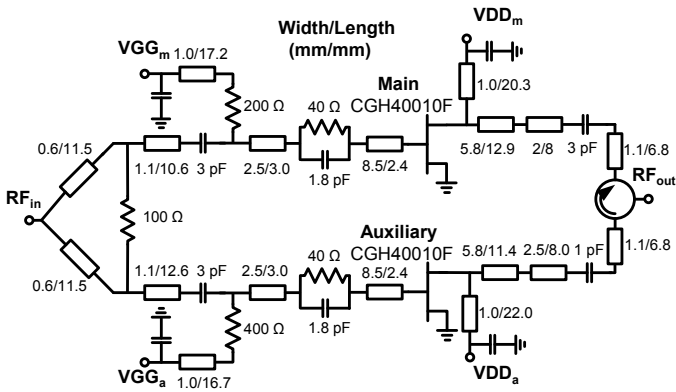 Width/Length
(mm/mm)
VGGm
1.0/17.2
VDDm
1.0/20.3
Main
CGH40010F
200 Ω
40 Ω
0.6/11.5
1.1/10.6
3 pF
2.5/3.0
1.8 pF
8.5/2.4
5.8/12.9
2/8
3 pF
1.1/6.8
RFin
100 Ω
RFout
Auxiliary
CGH40010F
40 Ω
0.6/11.5
1.1/12.6
3 pF
2.5/3.0
8.5/2.4
5.8/11.4
2.5/8.0
1 pF
1.1/6.8
400 Ω
1.8 pF
1.0/22.0
VGGa
1.0/16.7
VDDa